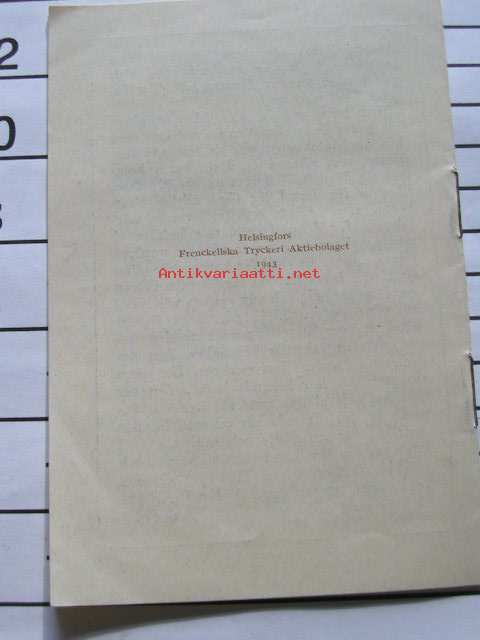 2
0
Helsingfors
Frenckellska Tryckeri Aktiebolaget
1943
Antikvariaatti.net